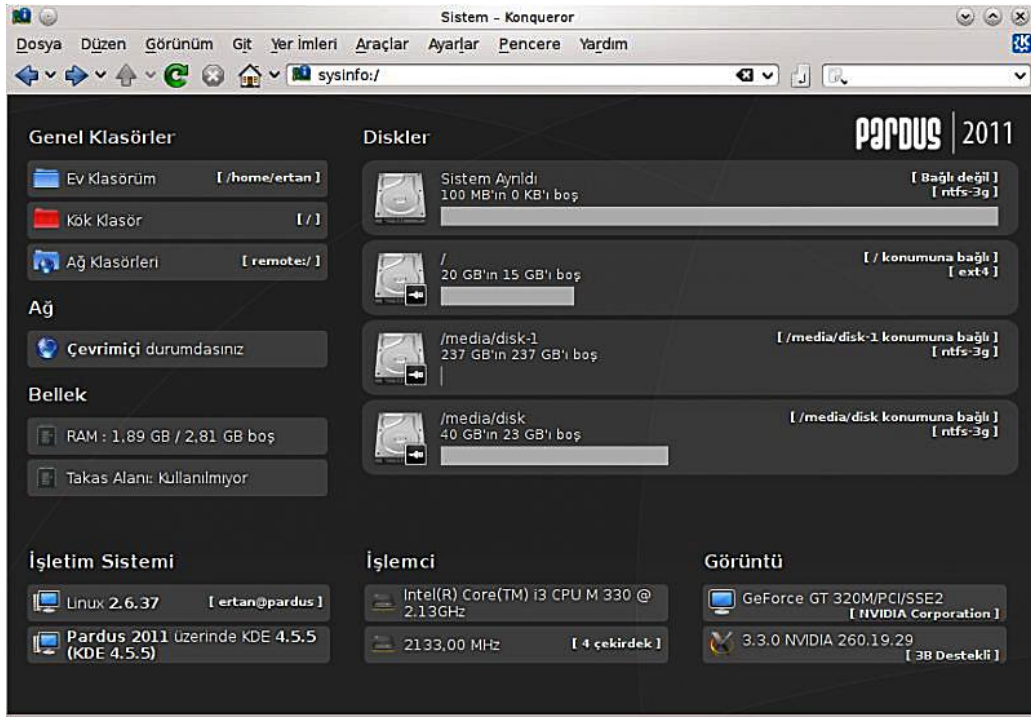 Sistem – Konqueror
Dosya Düzen Görünüm Git Yer İmleri Araçlar Ayarlar Pencere Yardım
sysinfo:/
PARDUS 2011
Genel Klasörler
Ev Klasörüm [ /home/ertan ]
Kök Klasör [ / ]
Ağ Klasörleri [ remote:/ ]
Ağ
Çevrimiçi durumdasınız
Bellek
RAM : 1,89 GB / 2,81 GB boş
Takas Alanı: Kullanılmıyor
Diskler
Sistem Ayrıldı [ Bağlı değil ]
100 MB'ın 0 KB'ı boş [ ntfs-3g ]
/ [ / konumuna bağlı ]
20 GB'ın 15 GB'ı boş [ ext4 ]
/media/disk-1 [ /media/disk-1 konumuna bağlı ]
237 GB'ın 237 GB'ı boş [ ntfs-3g ]
/media/disk [ /media/disk konumuna bağlı ]
40 GB'ın 23 GB'ı boş [ ntfs-3g ]
İşletim Sistemi
Linux 2.6.37 [ ertan@pardus ]
Pardus 2011 üzerinde KDE 4.5.5
(KDE 4.5.5)
İşlemci
Intel(R) Core(TM) i3 CPU M 330 @
2.13GHz
2133,00 MHz [ 4 çekirdek ]
Görüntü
GeForce GT 320M/PCI/SSE2
[ NVIDIA Corporation ]
3.3.0 NVIDIA 260.19.29
[ 3B Destekli ]